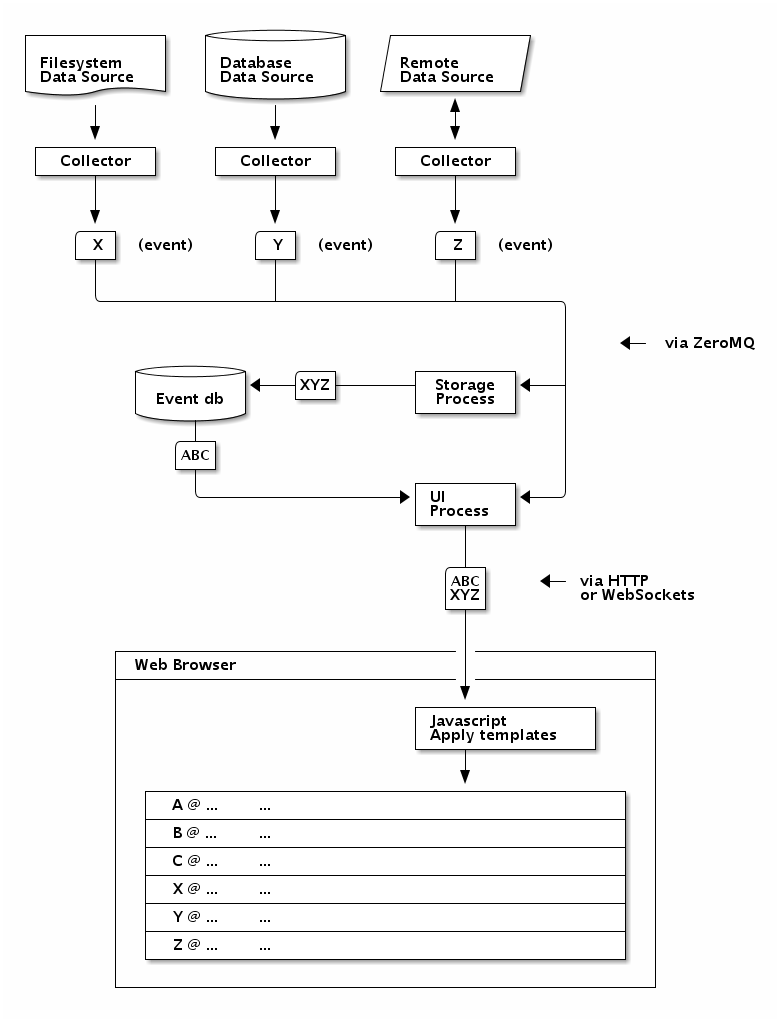 Filesystem
Data Source
Database
Data Source
Remote
Data Source
Collector
Collector
Collector
X
(event)
Y
(event)
Z
(event)
via ZeroMQ
Event db
XYZ
Storage
Process
ABC
UI
Process
ABC
XYZ
via HTTP
or WebSockets
Web Browser
Javascript
Apply templates
A @ ... ...
B @ ... ...
C @ ... ...
X @ ... ...
Y @ ... ...
Z @ ... ...